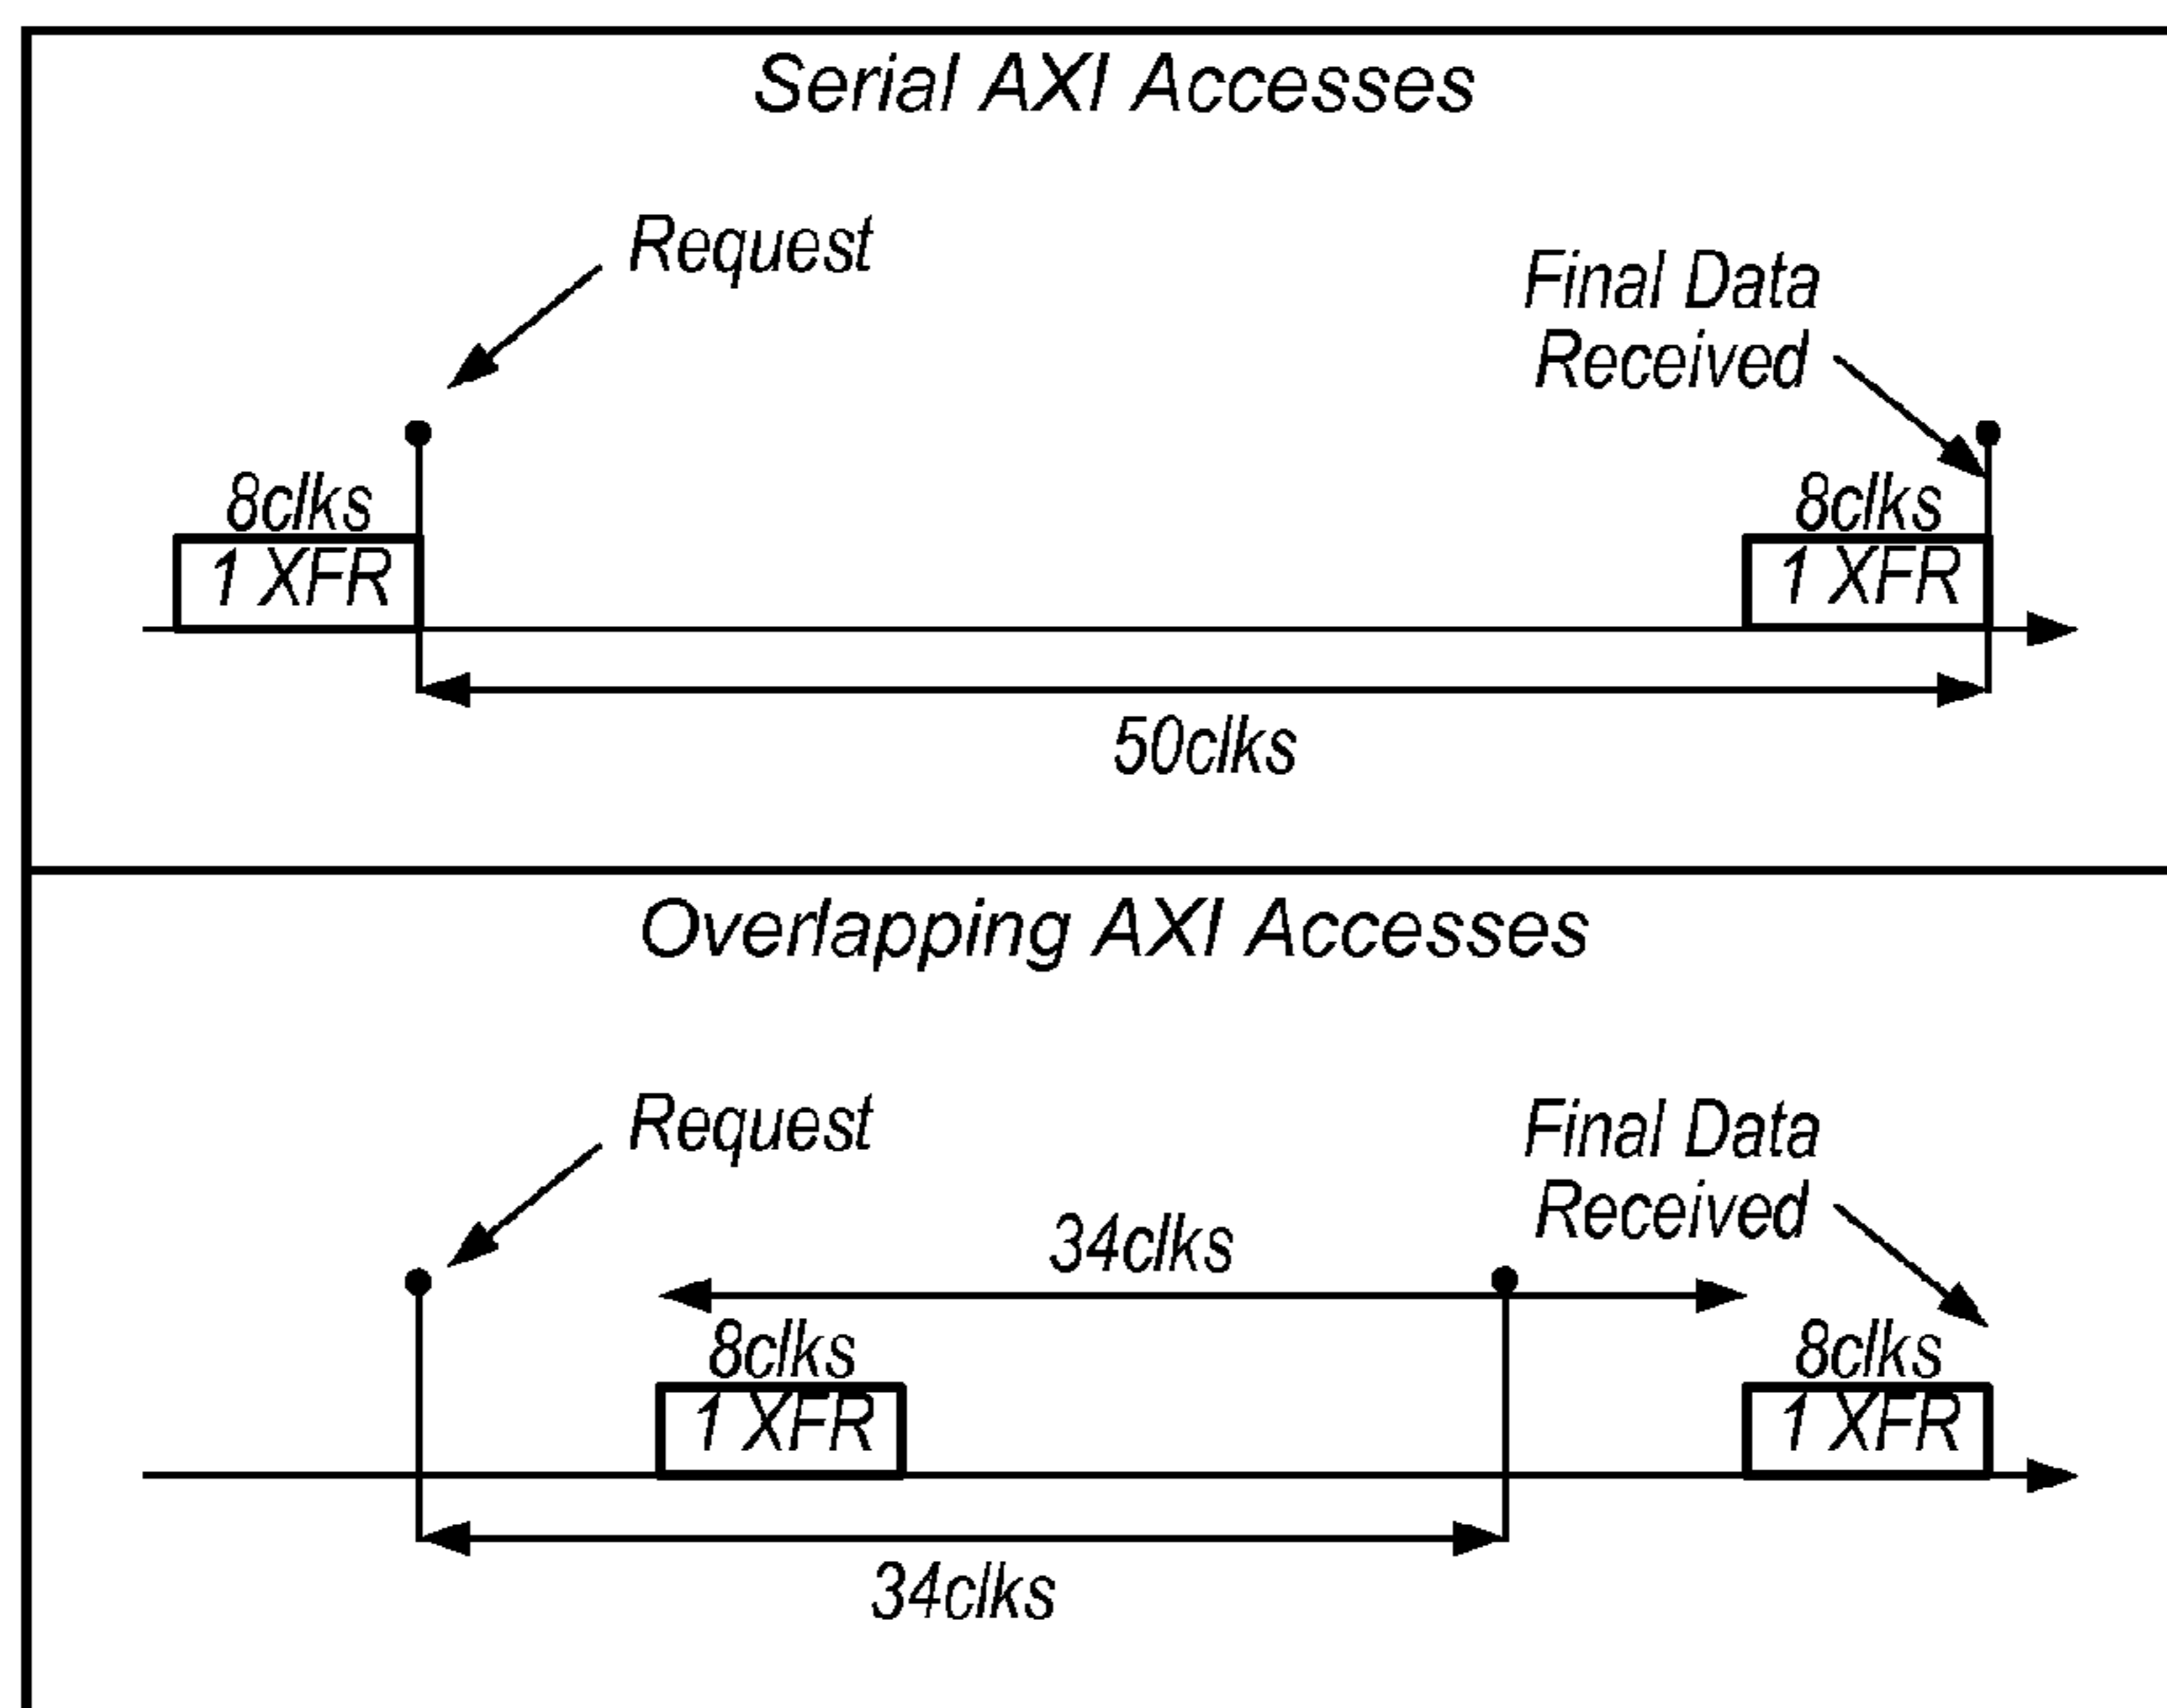 Serial AXI Accesses
Request
Final Data
Received
8clks
8clks
1 XFR
1 XFR
50clks
Overlapping AXI Accesses
Request
Final Data
Received
34clks
8clks
8clks
1 XFR
1 XFR
34clks